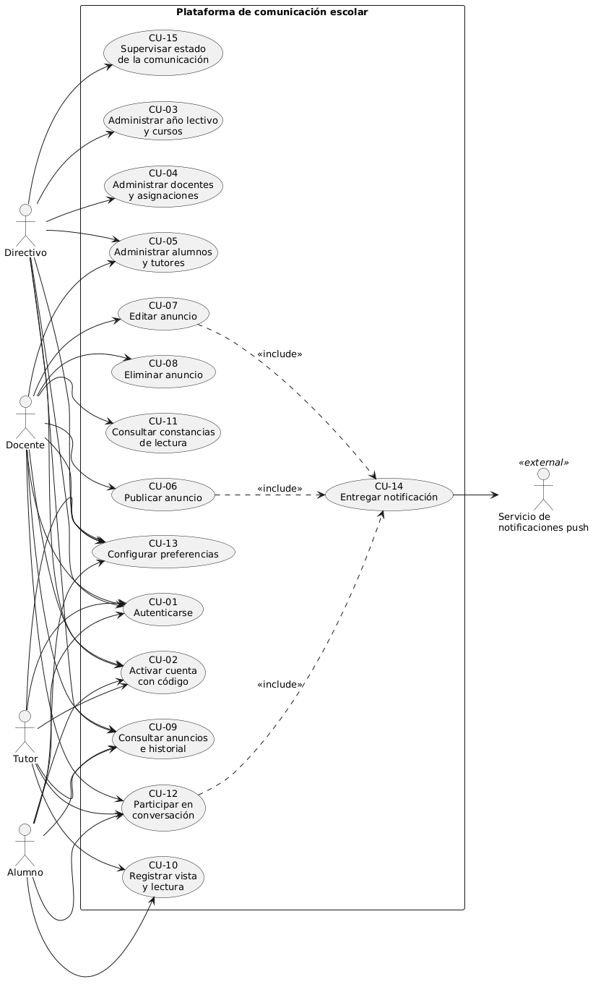 Plataforma de comunicación escolar
CU-15
Supervisar estado
de la comunicación
CU-03
Administrar año lectivo
y cursos
CU-04
Administrar docentes
y asignaciones
Directivo
CU-05
Administrar alumnos
y tutores
CU-07
Editar anuncio
«include»
CU-08
Eliminar anuncio
CU-11
Consultar constancias
de lectura
Docente
CU-06
Publicar anuncio
«include»
CU-14
Entregar notificación
«external»
Servicio de
notificaciones push
CU-13
Configurar preferencias
CU-01
Autenticarse
CU-02
Activar cuenta
con código
«include»
CU-09
Consultar anuncios
e historial
Tutor
CU-12
Participar en
conversación
Alumno
CU-10
Registrar vista
y lectura